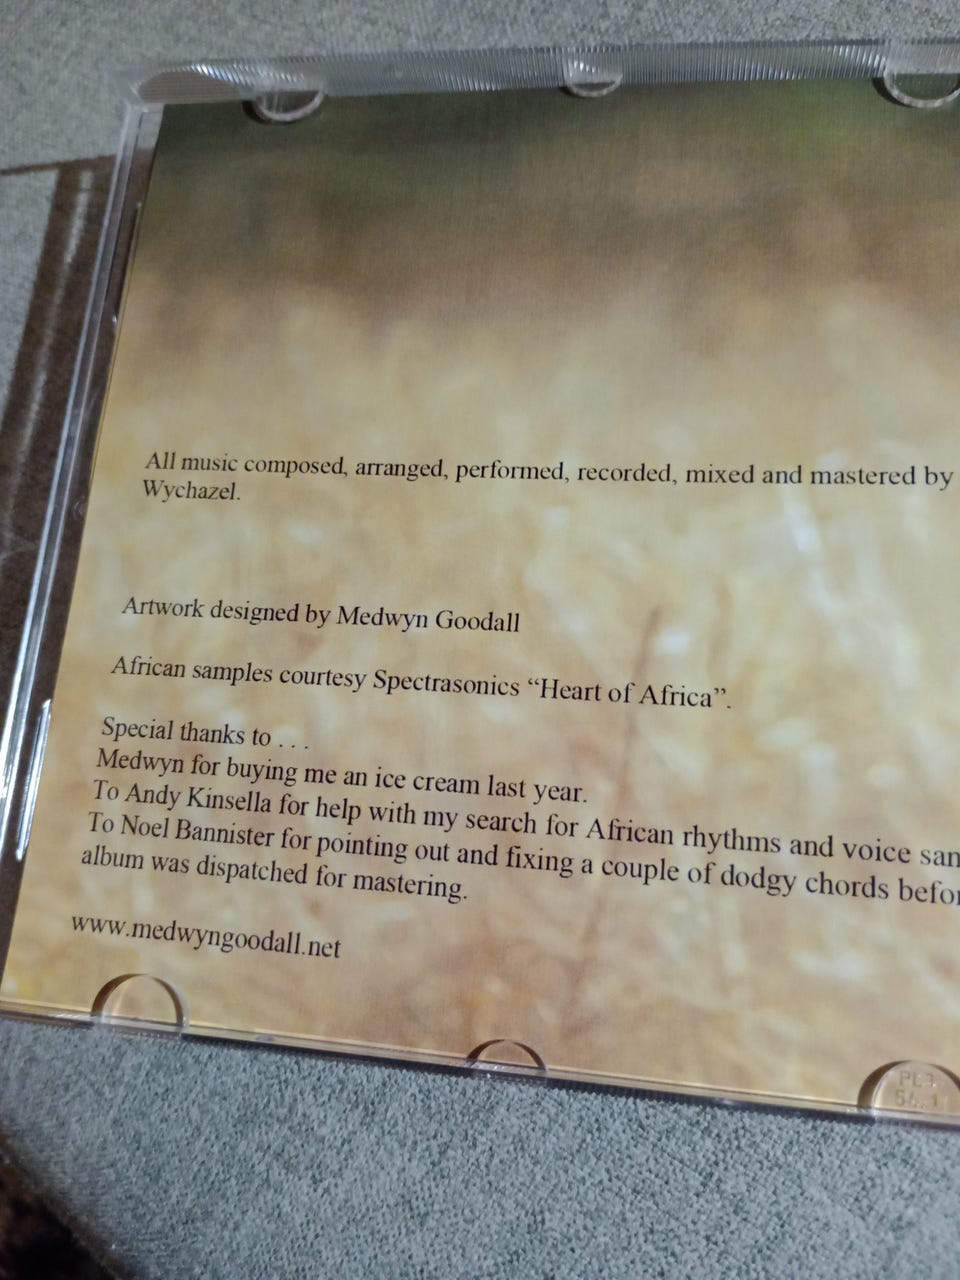 All music composed, arranged, performed, recorded, mixed and mastered by
Wychazel.
Artwork designed by Medwyn Goodall
African samples courtesy Spectrasonics “Heart of Africa”.
Special thanks to . . .
Medwyn for buying me an ice cream last year.
To Andy Kinsella for help with my search for African rhythms and voice
To Noel Bannister for pointing out and fixing a couple of dodgy chords
album was dispatched for mastering.
www.medwyngoodall.net